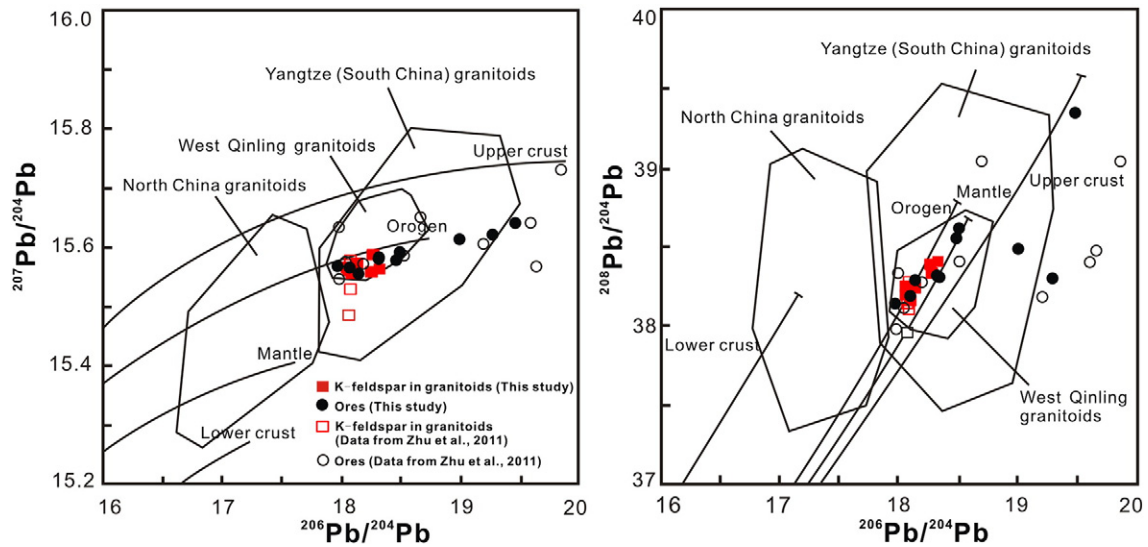 16.0
15.8
15.6
15.4
15.2
²⁰⁷Pb/²⁰⁴Pb
Yangtze (South China) granitoids
West Qinling granitoids
North China granitoids
Upper crust
Orogen
Mantle
Lower crust
K-feldspar in granitoids (This study)
Ores (This study)
K-feldspar in granitoids
(Data from Zhu et al., 2011)
Ores (Data from Zhu et al., 2011)
16
17
18
19
20
²⁰⁶Pb/²⁰⁴Pb
40
39
38
37
²⁰⁸Pb/²⁰⁴Pb
Yangtze (South China) granitoids
North China granitoids
Mantle
Upper crust
Orogen
Lower crust
West Qinling
granitoids
16
17
18
19
20
²⁰⁶Pb/²⁰⁴Pb